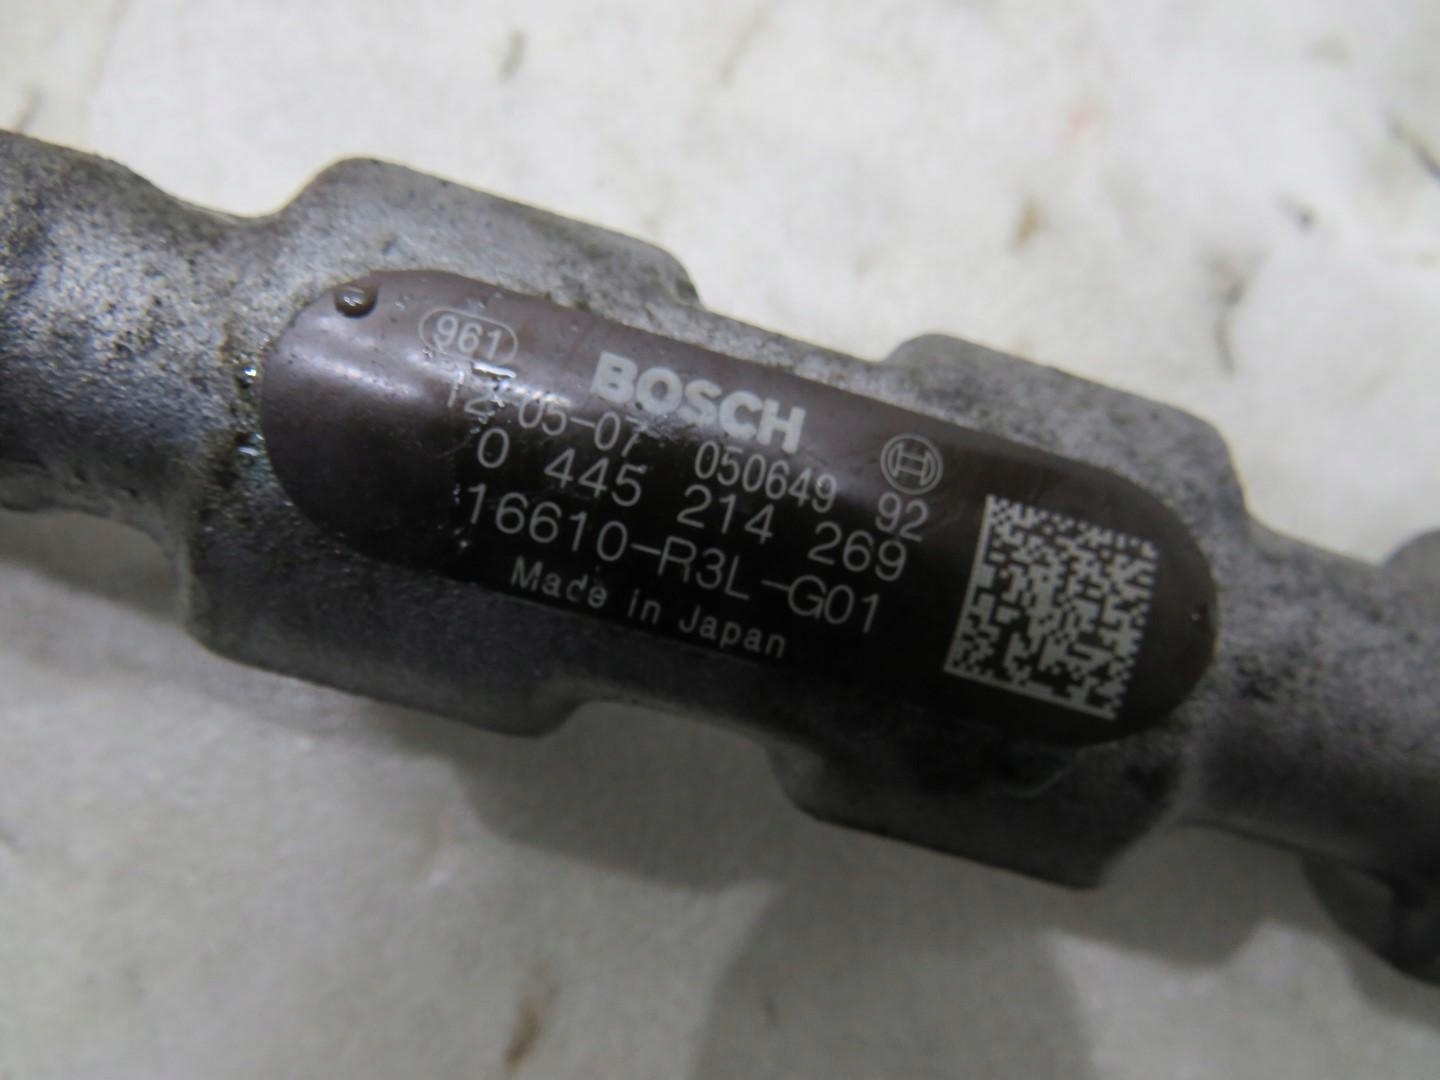 961
BOSCH
12-05-07 050649 92
0 445 214 269
16610-R3L-G01
Made in Japan